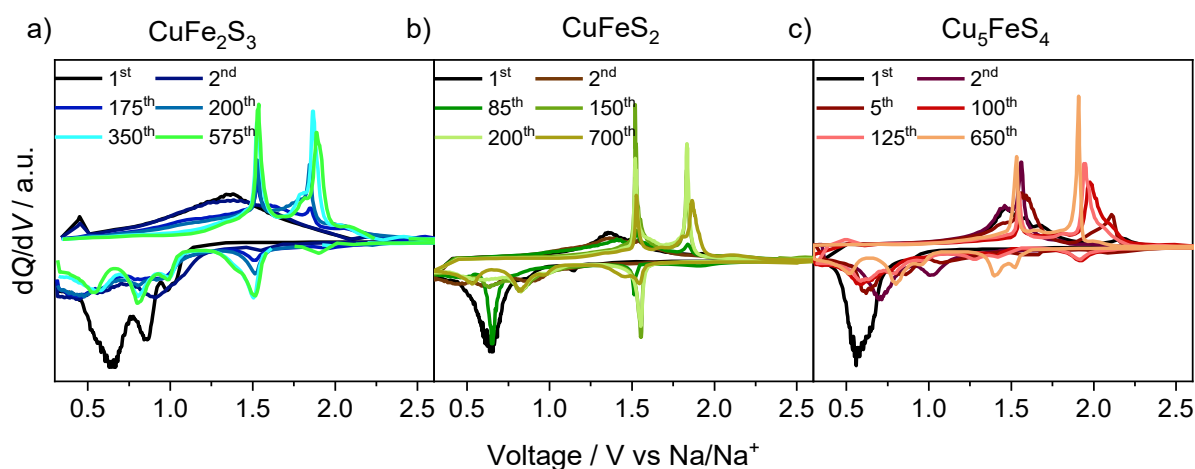 a) CuFe₂S₃ b) CuFeS₂ c) Cu₅FeS₄
1ˢᵗ 2ⁿᵈ 1ˢᵗ 2ⁿᵈ 1ˢᵗ 2ⁿᵈ
175ᵗʰ 200ᵗʰ 85ᵗʰ 150ᵗʰ 5ᵗʰ 100ᵗʰ
350ᵗʰ 575ᵗʰ 200ᵗʰ 700ᵗʰ 125ᵗʰ 650ᵗʰ
dQ/dV / a.u.
0.5 1.0 1.5 2.0 2.5 0.5 1.0 1.5 2.0 2.5 0.5 1.0 1.5 2.0 2.5
Voltage / V vs Na/Na⁺